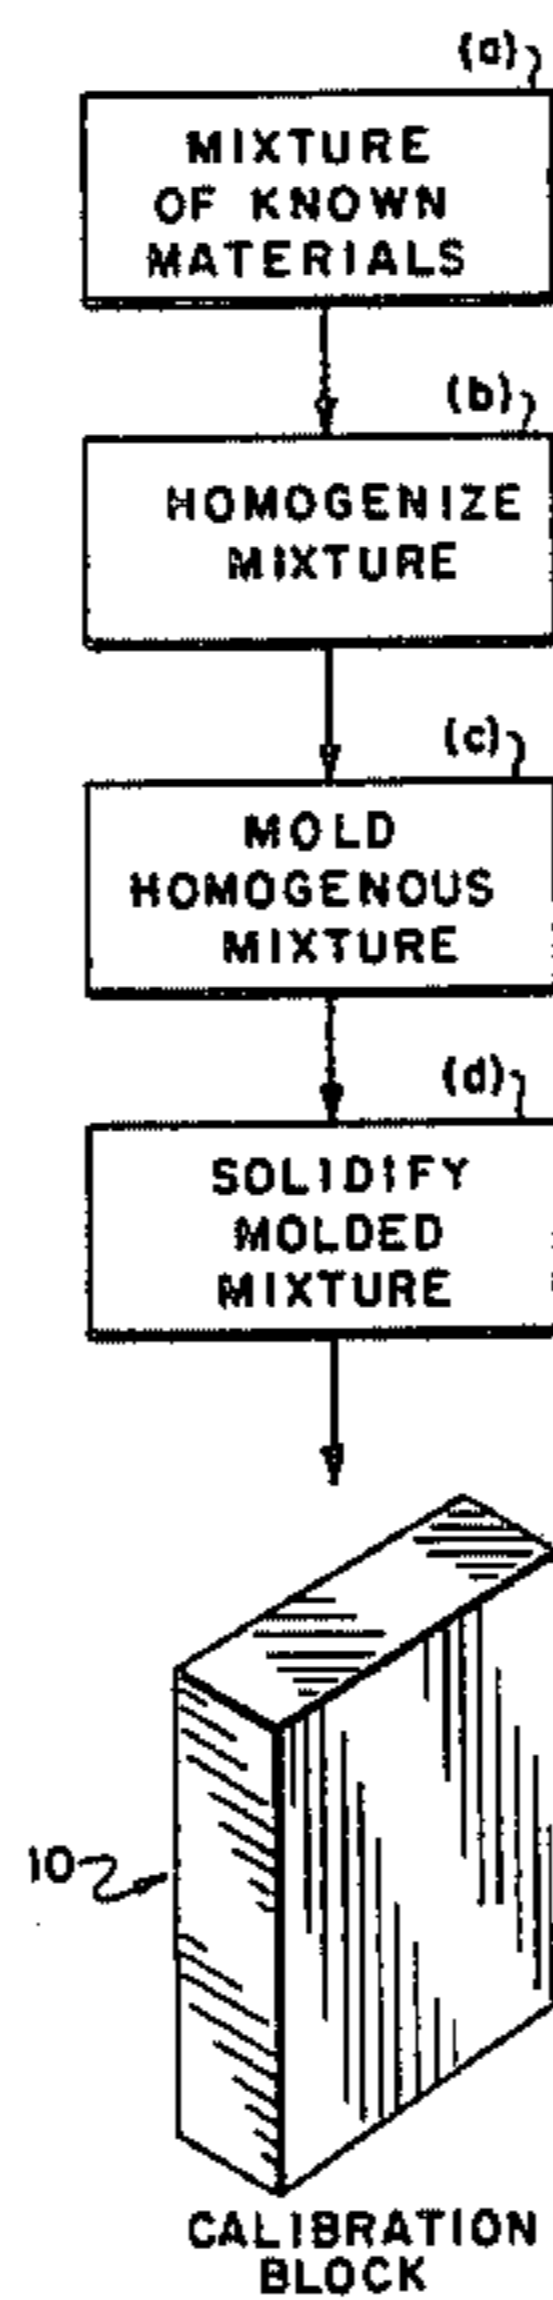 (a)
MIXTURE
OF KNOWN
MATERIALS
(b)
HOMOGENIZE
MIXTURE
(c)
MOLD
HOMOGENOUS
MIXTURE
(d)
SOLIDIFY
MOLDED
MIXTURE
10
CALIBRATION
BLOCK